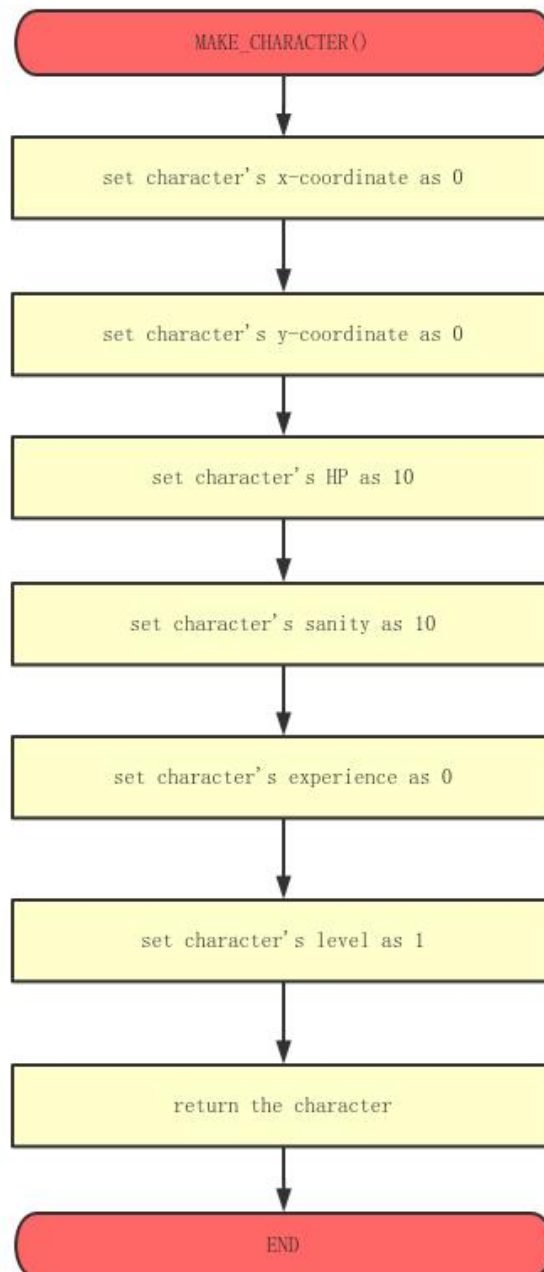 MAKE_CHARACTER()
set character's x-coordinate as 0
set character's y-coordinate as 0
set character's HP as 10
set character's sanity as 10
set character's experience as 0
set character's level as 1
return the character
END